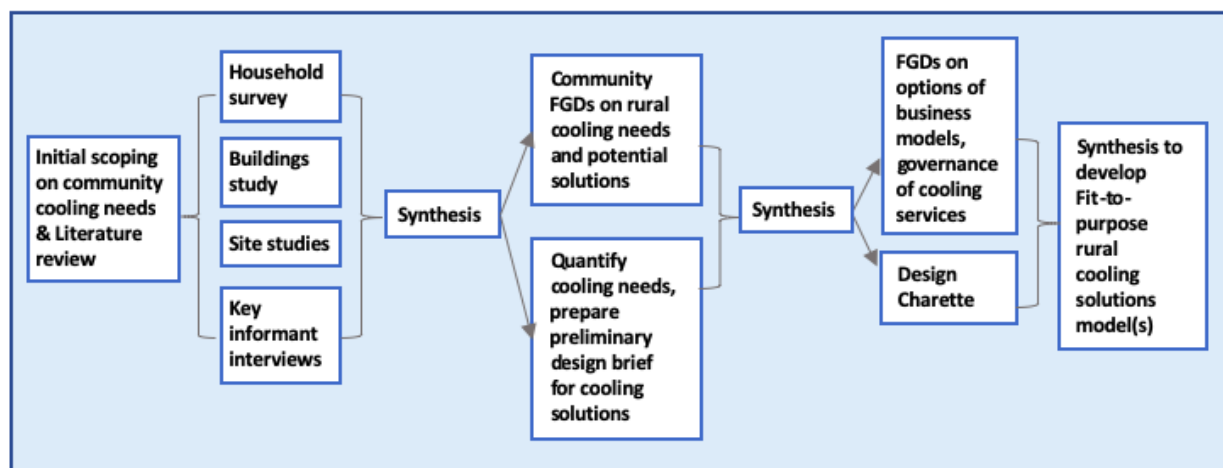 Initial scoping
on community
cooling needs
& Literature
review
Household
survey
Buildings
study
Site studies
Key
informant
interviews
Synthesis
Community
FGDs on rural
cooling needs
and potential
solutions
Quantify
cooling needs,
prepare
preliminary
design brief
for cooling
solutions
Synthesis
FGDs on
options of
business
models,
governance
of cooling
services
Design
Charette
Synthesis to
develop
Fit-to-
purpose
rural
cooling
solutions
model(s)